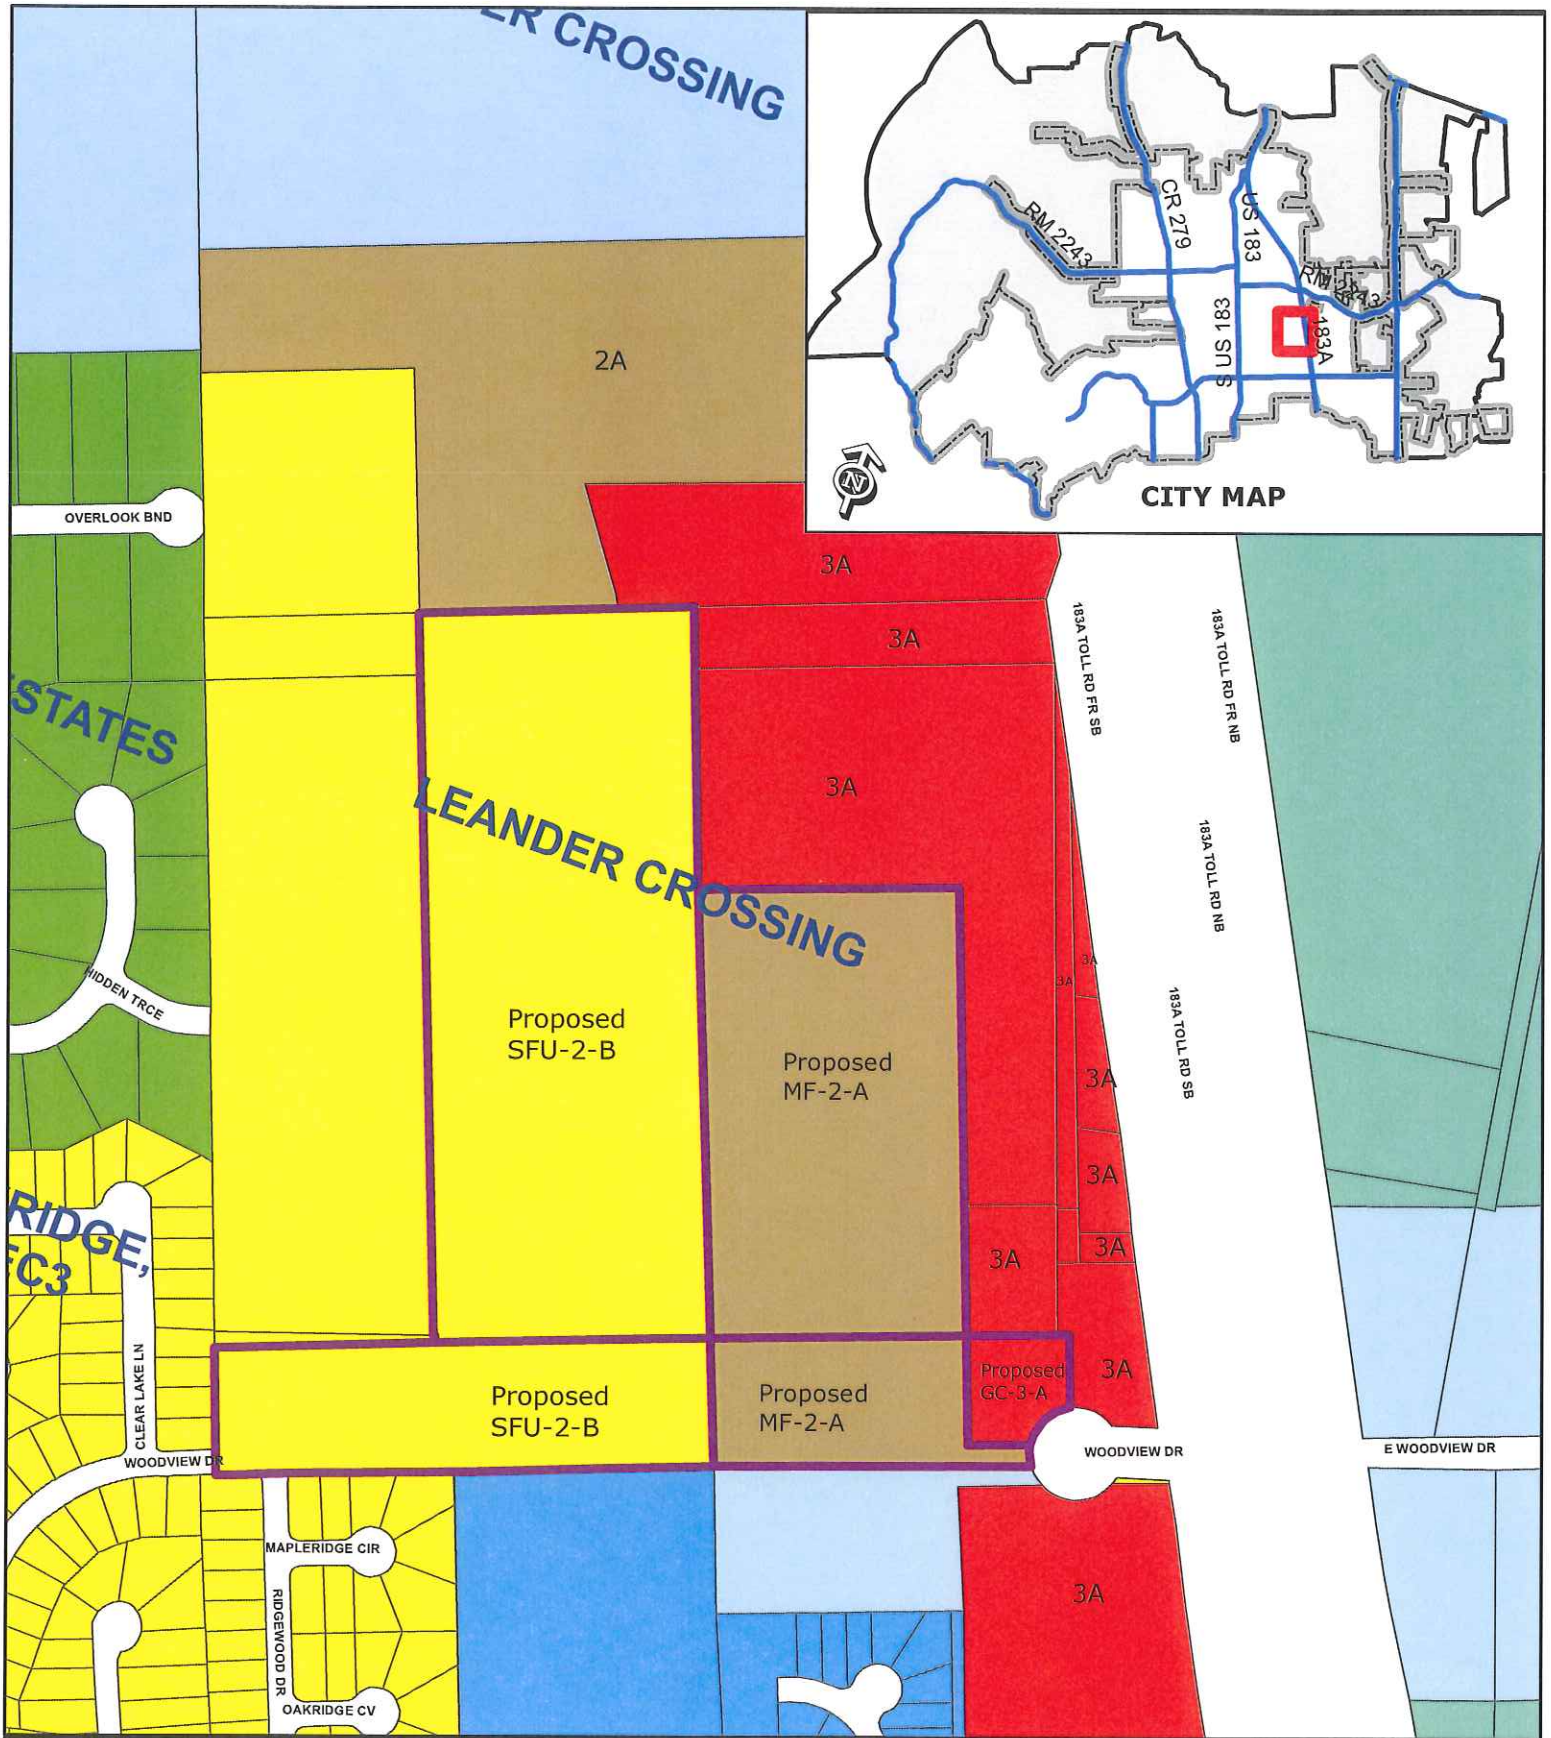 ER CROSSING
CR 279
US 183
RM 2243
RM 2243
S US 183
183A
N
CITY MAP
2A
OVERLOOK BND
3A
3A
183A TOLL RD FR SB
183A TOLL RD FR NB
STATES
3A
LEANDER CROSSING
183A TOLL RD NB
3A
3A
HIDDEN TRCE
Proposed
SFU-2-B
Proposed
MF-2-A
183A TOLL RD SB
3A
3A
RIDGE,
EC3
3A
3A
CLEAR LAKE LN
Proposed
SFU-2-B
Proposed
MF-2-A
Proposed
GC-3-A
3A
WOODVIEW DR
WOODVIEW DR
E WOODVIEW DR
MAPLERIDGE CIR
RIDGEWOOD DR
3A
OAKRIDGE CV